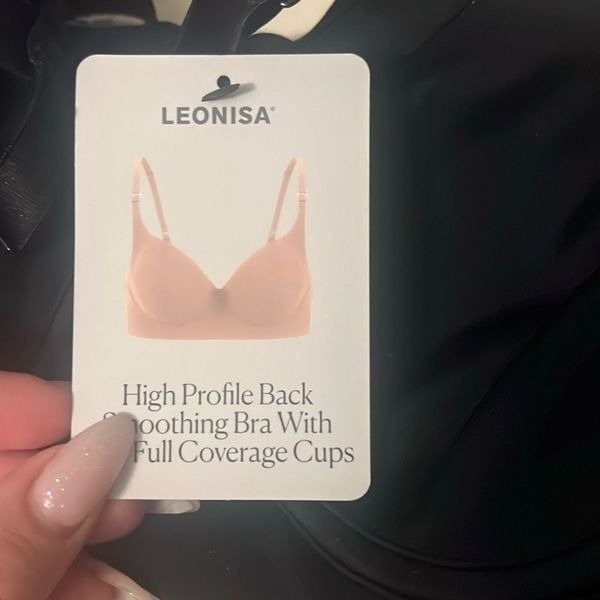 LEONISA®
High Profile Back
Smoothing Bra With
Full Coverage Cups